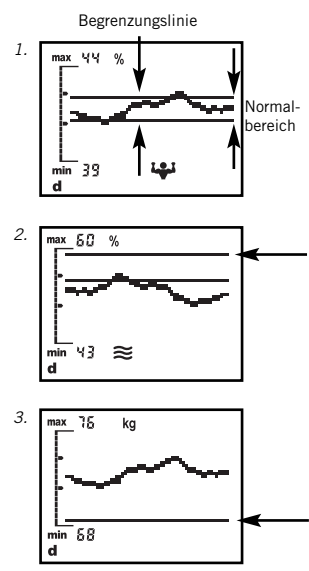 Begrenzungslinie
1.
max 44 %
Normal-
bereich
min 39
d
2.
max 60 %
min 43
d
3.
max 76 kg
min 68
d